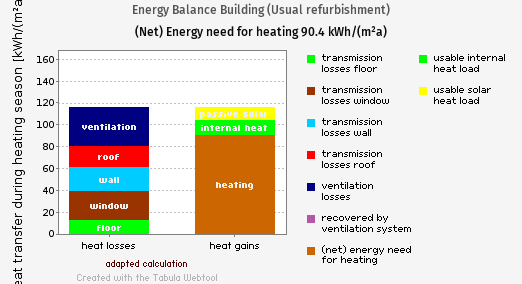 Energy Balance Building (Usual refurbishment)
(Net) Energy need for heating 90.4 kWh/(m²a)
eat transfer during heating season [kWh/(m²a
160
140
120
100
80
60
40
20
0
ventilation
roof
wall
window
floor
passive solar
internal heat
heating
heat losses
heat gains
adapted calculation
Created with the Tabula Webtool
transmission
losses floor
transmission
losses window
transmission
losses wall
transmission
losses roof
ventilation
losses
recovered by
ventilation system
(net) energy need
for heating
usable internal
heat load
usable solar
heat load